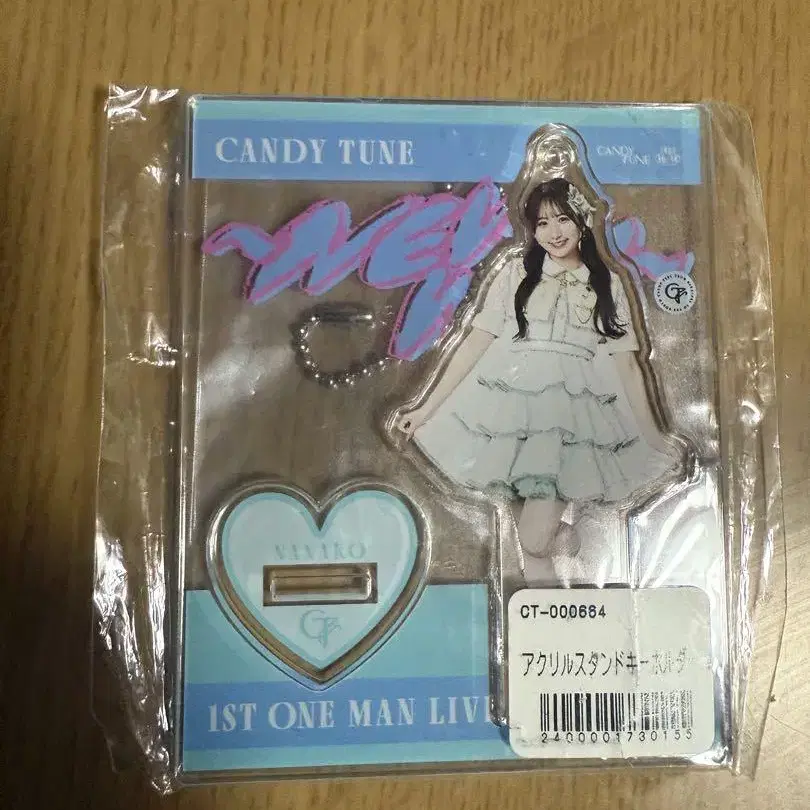 CANDY TUNE
CANDY
TUNE
NANAKO
CT
CT-000664
アクリルスタンドキーホルダー
2400001730155
1ST ONE MAN LIVE